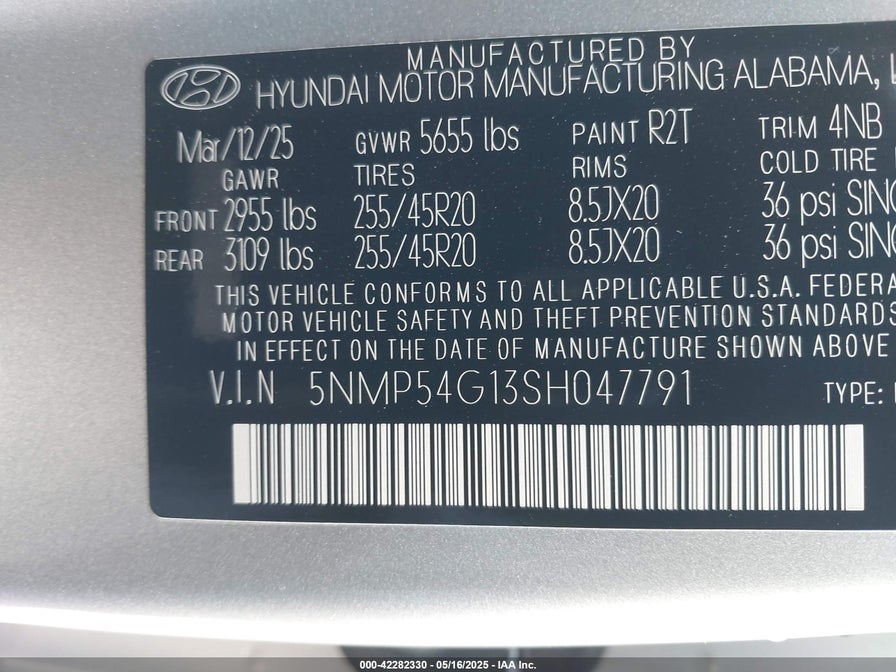 MANUFACTURED BY
HYUNDAI MOTOR MANUFACTURING ALABAMA, L
Mar/12/25 GVWR 5655 lbs PAINT R2T TRIM 4NB
GAWR TIRES RIMS COLD TIRE
FRONT 2955 lbs 255/45R20 8.5JX20 36 psi SING
REAR 3109 lbs 255/45R20 8.5JX20 36 psi SING
THIS VEHICLE CONFORMS TO ALL APPLICABLE U.S.A. FEDERA
MOTOR VEHICLE SAFETY AND THEFT PREVENTION STANDARDS
IN EFFECT ON THE DATE OF MANUFACTURE SHOWN ABOVE
V.I.N 5NMP54G13SH047791 TYPE:
000-42282330 - 05/16/2025 - IAA Inc.